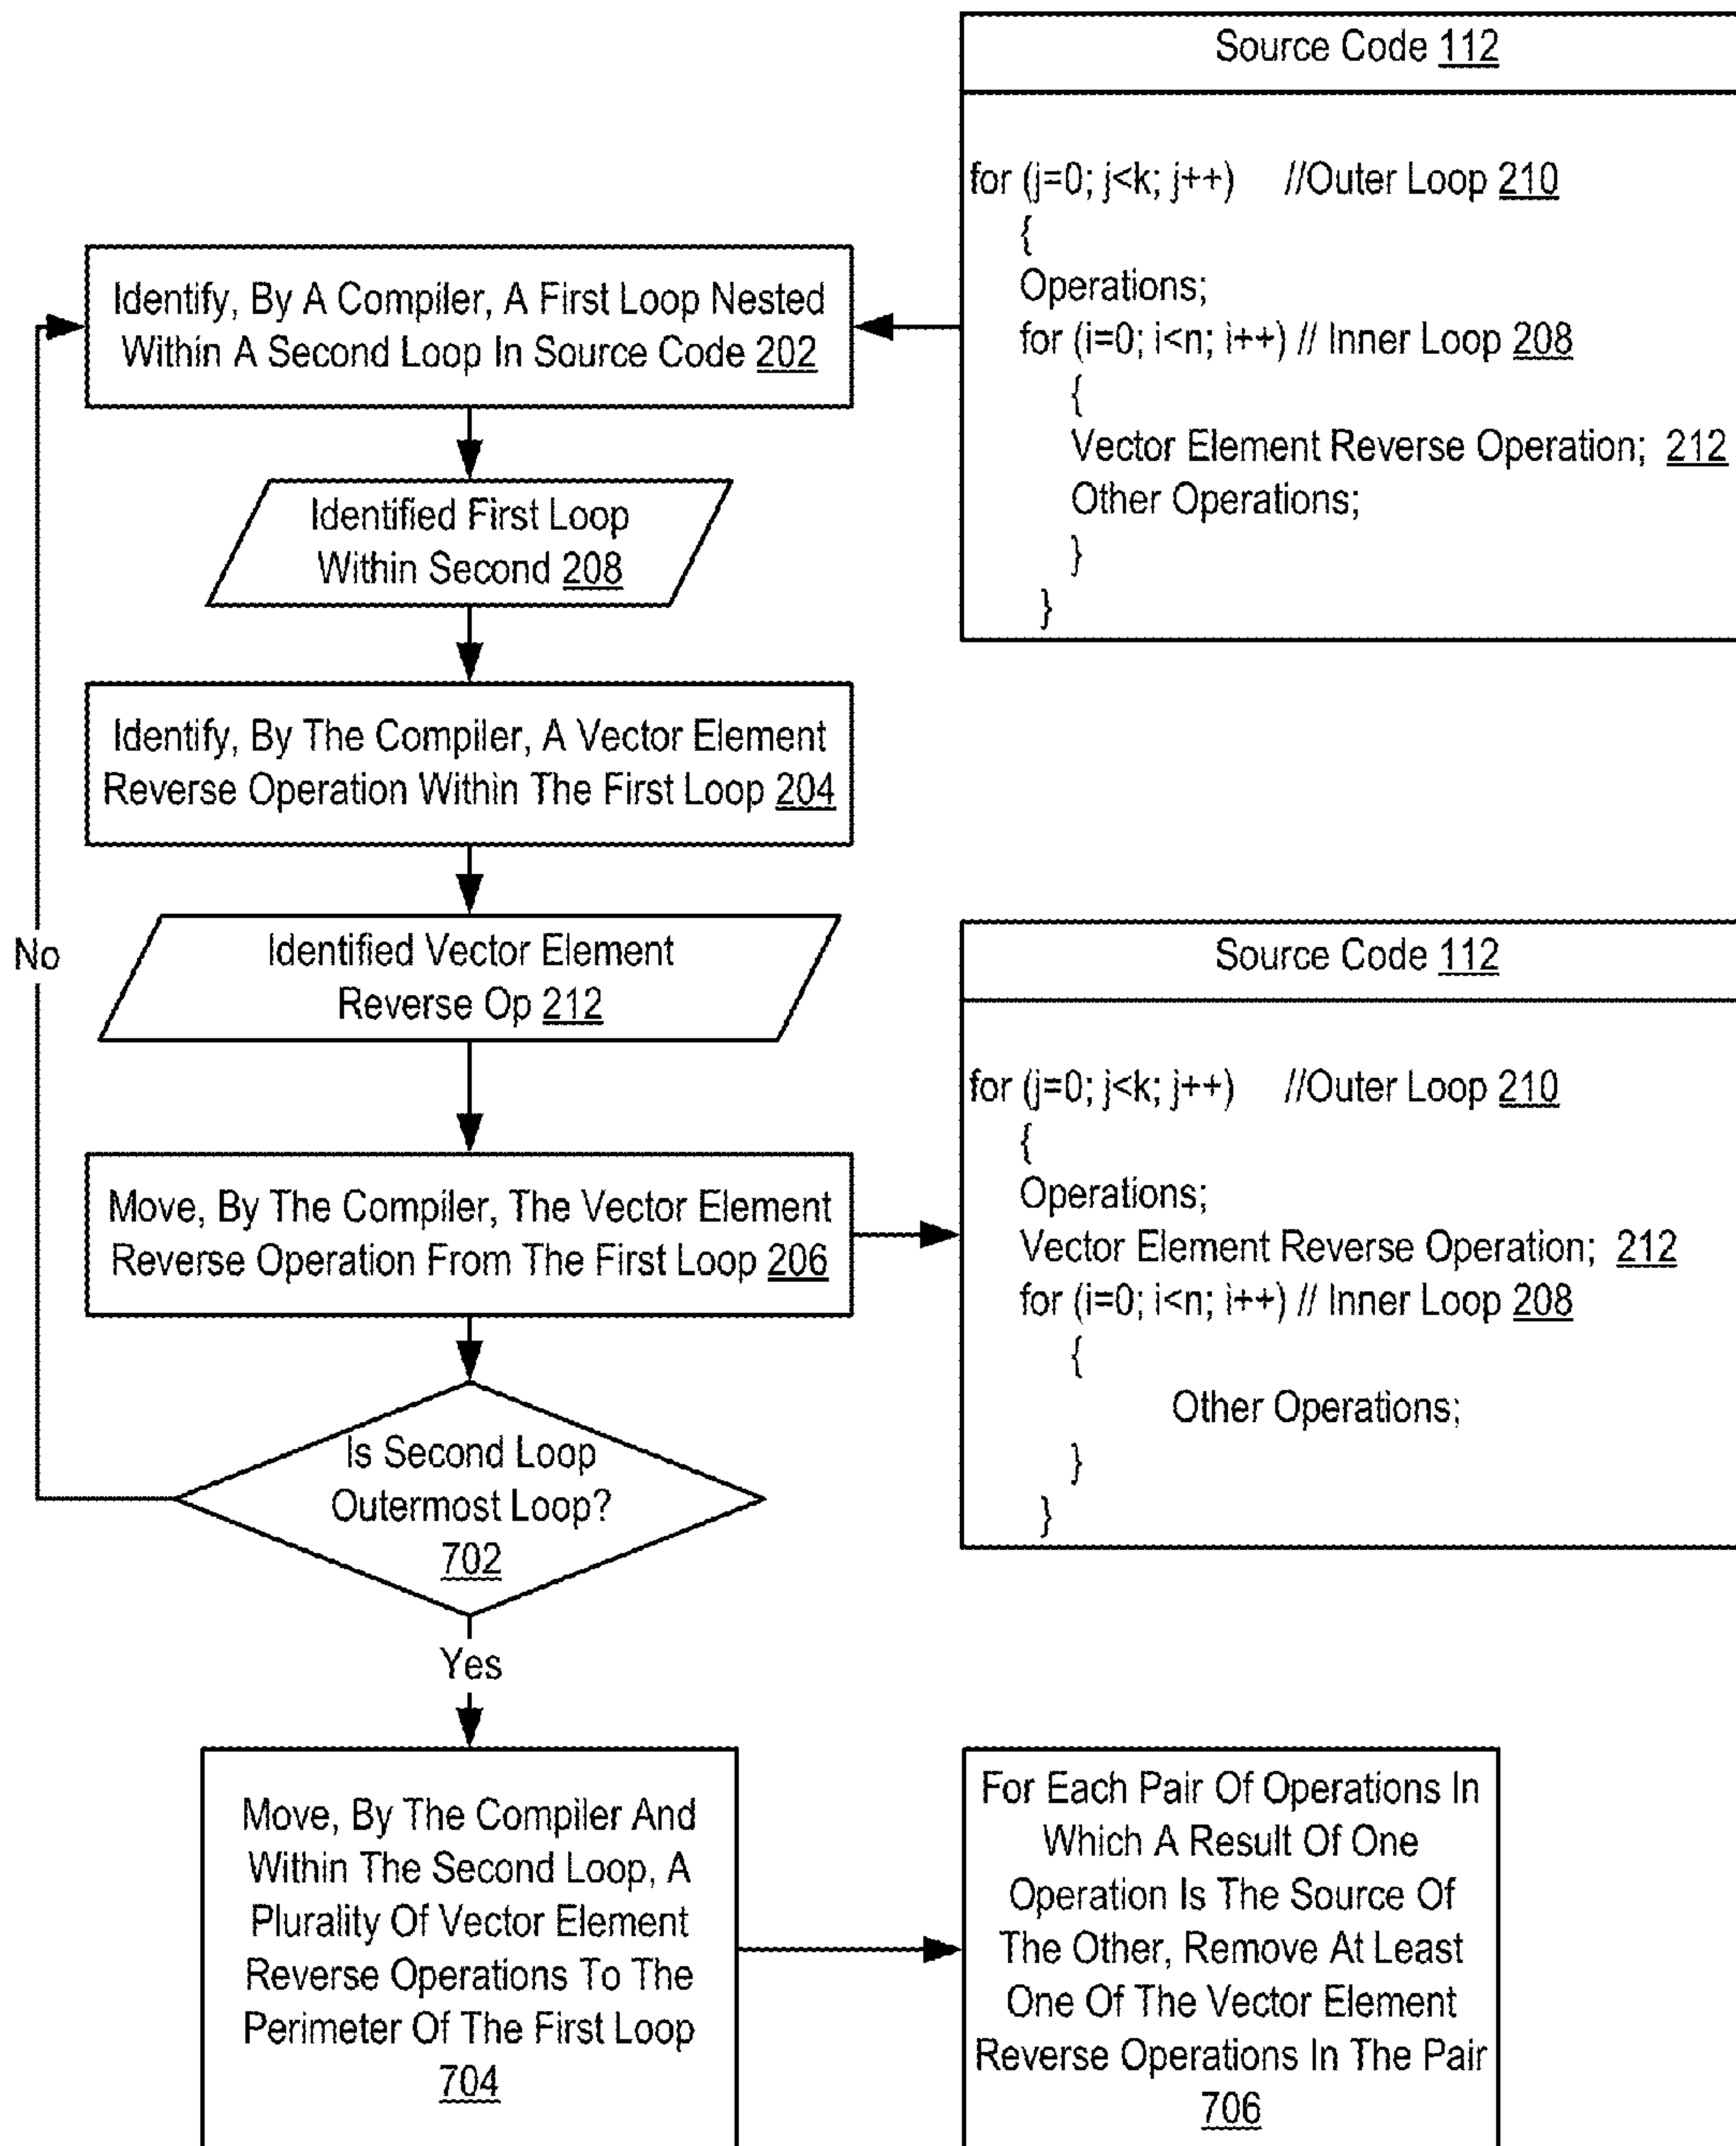 Source Code 112
for (j=0; j<k; j++) //Outer Loop 210
{
Operations;
for (i=0; i<n; i++) // Inner Loop 208
{
Vector Element Reverse Operation; 212
Other Operations;
}
}
Identify, By A Compiler, A First Loop Nested
Within A Second Loop In Source Code 202
Identified First Loop
Within Second 208
Identify, By The Compiler, A Vector Element
Reverse Operation Within The First Loop 204
Identified Vector Element
Reverse Op 212
No
Move, By The Compiler, The Vector Element
Reverse Operation From The First Loop 206
Source Code 112
for (j=0; j<k; j++) //Outer Loop 210
{
Operations;
Vector Element Reverse Operation; 212
for (i=0; i<n; i++) // Inner Loop 208
{
Other Operations;
}
}
Is Second Loop
Outermost Loop?
702
Yes
Move, By The Compiler And
Within The Second Loop, A
Plurality Of Vector Element
Reverse Operations To The
Perimeter Of The First Loop
704
For Each Pair Of Operations In
Which A Result Of One
Operation Is The Source Of
The Other, Remove At Least
One Of The Vector Element
Reverse Operations In The Pair
706